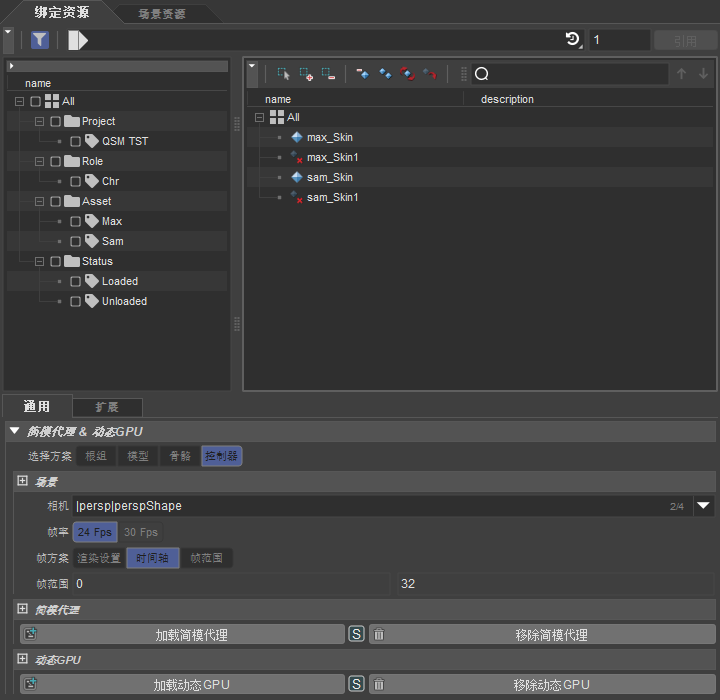 绑定资源 场景资源
1 引用
name
All
Project
QSM TST
Role
Chr
Asset
Max
Sam
Status
Loaded
Unloaded
name description
All
max_Skin
max_Skin1
sam_Skin
sam_Skin1
通用 扩展
简模代理 & 动态GPU
选择方案 根组 模型 骨骼 控制器
场景
相机 |persp|perspShape 2/4
帧率 24 Fps 30 Fps
帧方案 渲染设置 时间轴 帧范围
帧范围 0 32
简模代理
加载简模代理 S 移除简模代理
动态GPU
加载动态GPU S 移除动态GPU